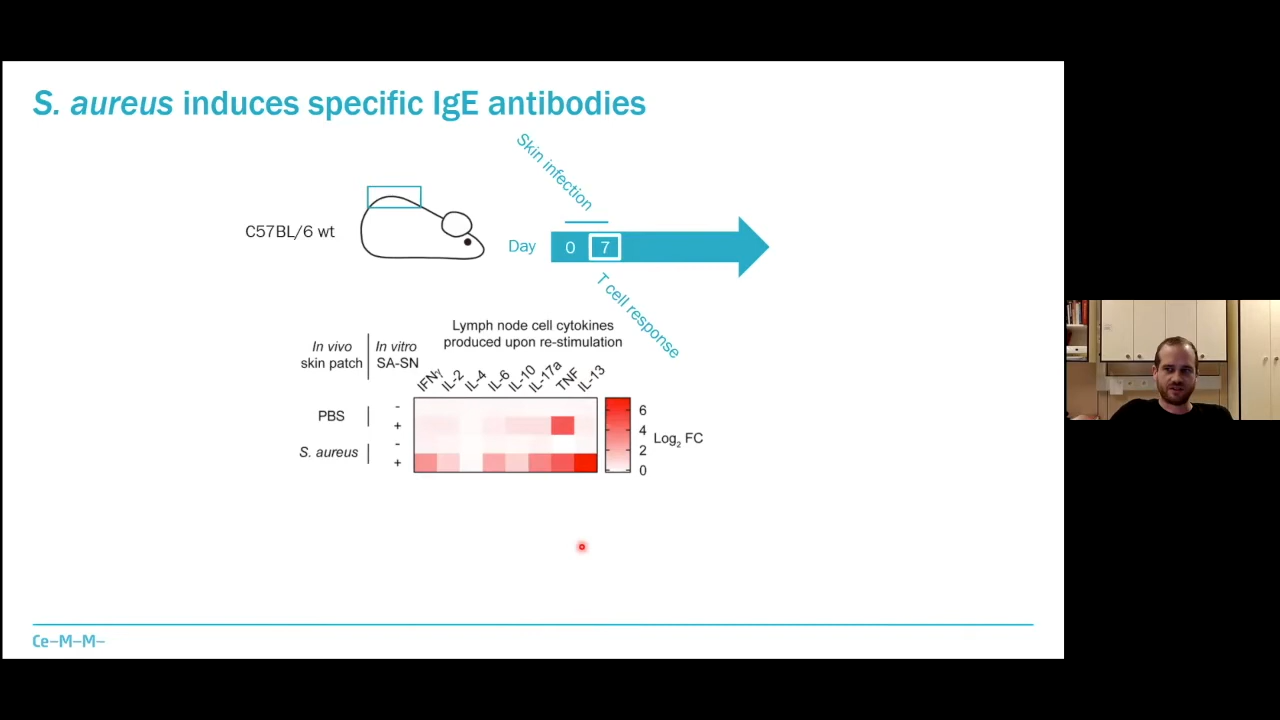 S. aureus induces specific IgE antibodies
Skin infection
C57BL/6 wt
Day
0
7
T cell response
Lymph node cell cytokines
produced upon re-stimulation
In vivo
skin patch
In vitro
SA-SN
IFNγ
IL-2
IL-4
IL-6
IL-10
IL-17a
TNF
IL-13
PBS
-
+
S. aureus
-
+
6
4
2
0
Log₂ FC
Ce-M-M-